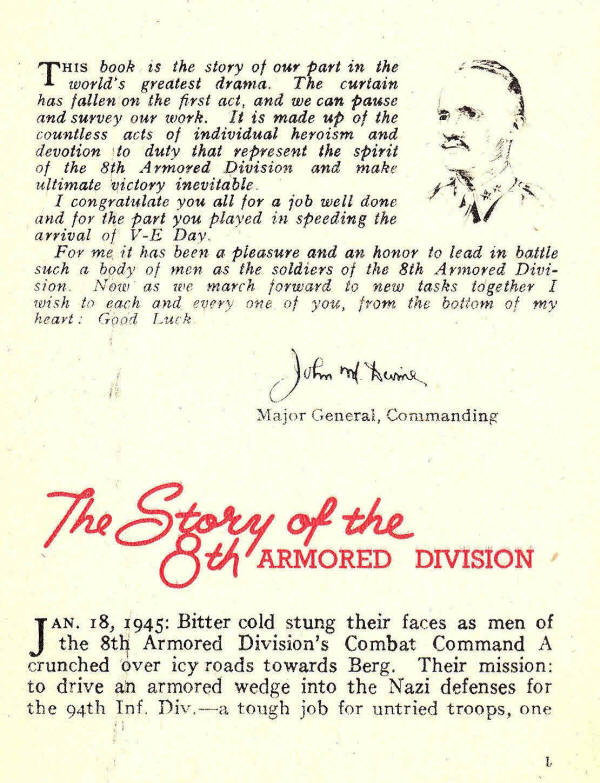 THIS book is the story of our part in the
world's greatest drama. The curtain
has fallen on the first act, and we can pause
and survey our work. It is made up of the
countless acts of individual heroism and
devotion to duty that represent the spirit
of the 8th Armored Division and make
ultimate victory inevitable.
I congratulate you all for a job well done
and for the part you played in speeding the
arrival of V-E Day.
For me it has been a pleasure and an honor to lead in battle
such a body of men as the soldiers of the 8th Armored Divi-
sion. Now as we march forward to new tasks together I
wish to each and every one of you, from the bottom of my
heart: Good Luck.
John M. Devine
Major General, Commanding
The Story of the
8th ARMORED DIVISION
JAN. 18, 1945: Bitter cold stung their faces as men of
the 8th Armored Division's Combat Command A
crunched over icy roads towards Berg. Their mission:
to drive an armored wedge into the Nazi defenses for
the 94th Inf. Div.—a tough job for untried troops, one
1